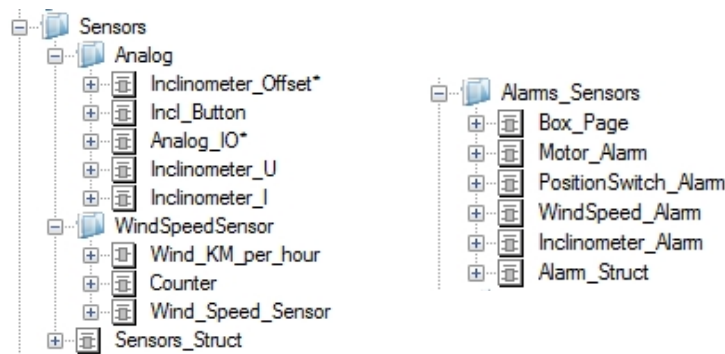 Sensors
Analog
Inclinometer_Offset*
Incl_Button
Analog_IO*
Inclinometer_U
Inclinometer_I
WindSpeedSensor
Wind_KM_per_hour
Counter
Wind_Speed_Sensor
Sensors_Struct
Alarms_Sensors
Box_Page
Motor_Alarm
PositionSwitch_Alarm
WindSpeed_Alarm
Inclinometer_Alarm
Alarm_Struct